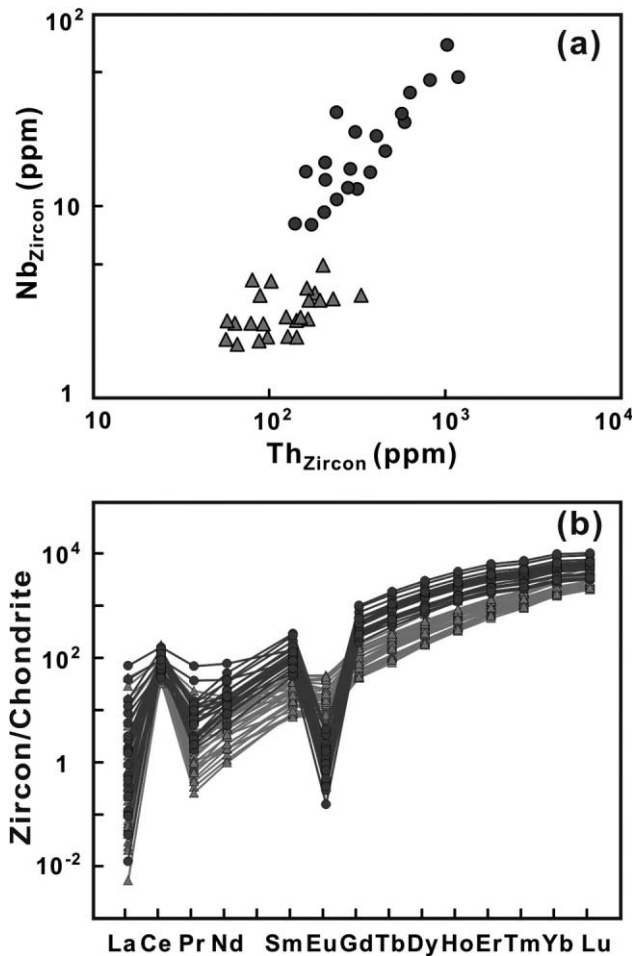 10²
(a)
Nb_Zircon (ppm)
10
1
10
10²
10³
10⁴
Th_Zircon (ppm)
(b)
10⁴
Zircon/Chondrite
10²
1
10⁻²
La Ce Pr Nd Sm Eu Gd Tb Dy Ho Er Tm Yb Lu